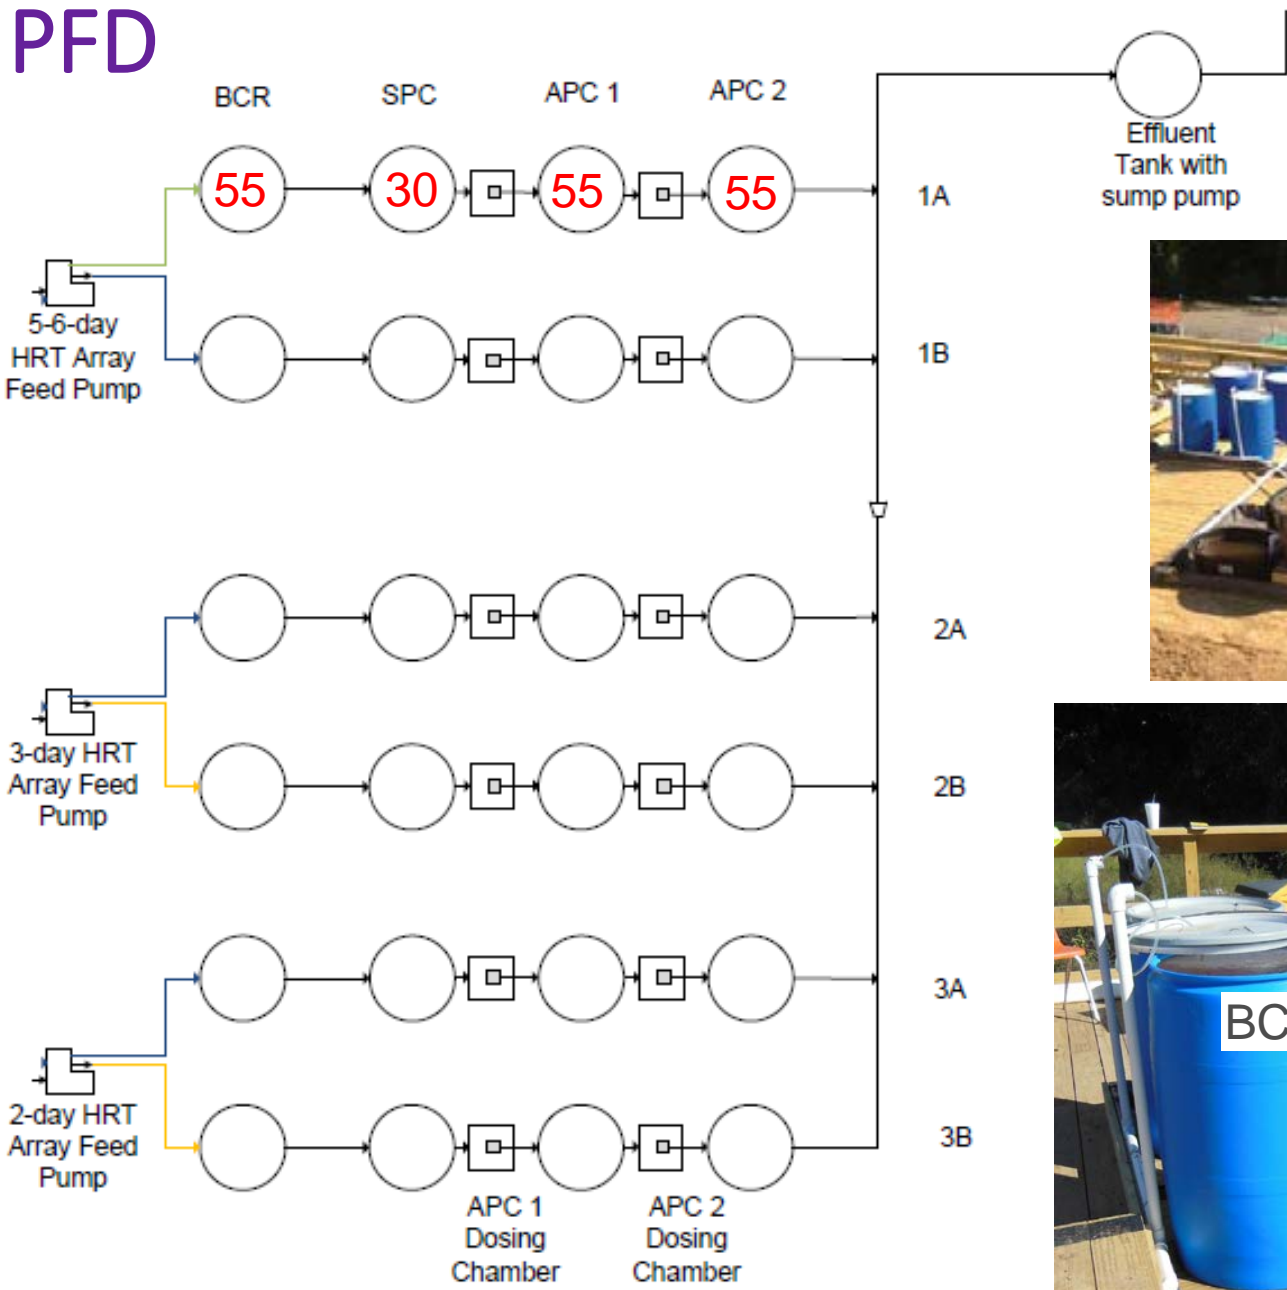 PFD
BCR
SPC
APC 1
APC 2
55
30
55
55
1A
Effluent
Tank with
sump pump
5-6-day
HRT Array
Feed Pump
1B
2A
3-day HRT
Array Feed
Pump
2B
3A
2-day HRT
Array Feed
Pump
3B
APC 1
Dosing
Chamber
APC 2
Dosing
Chamber
BC